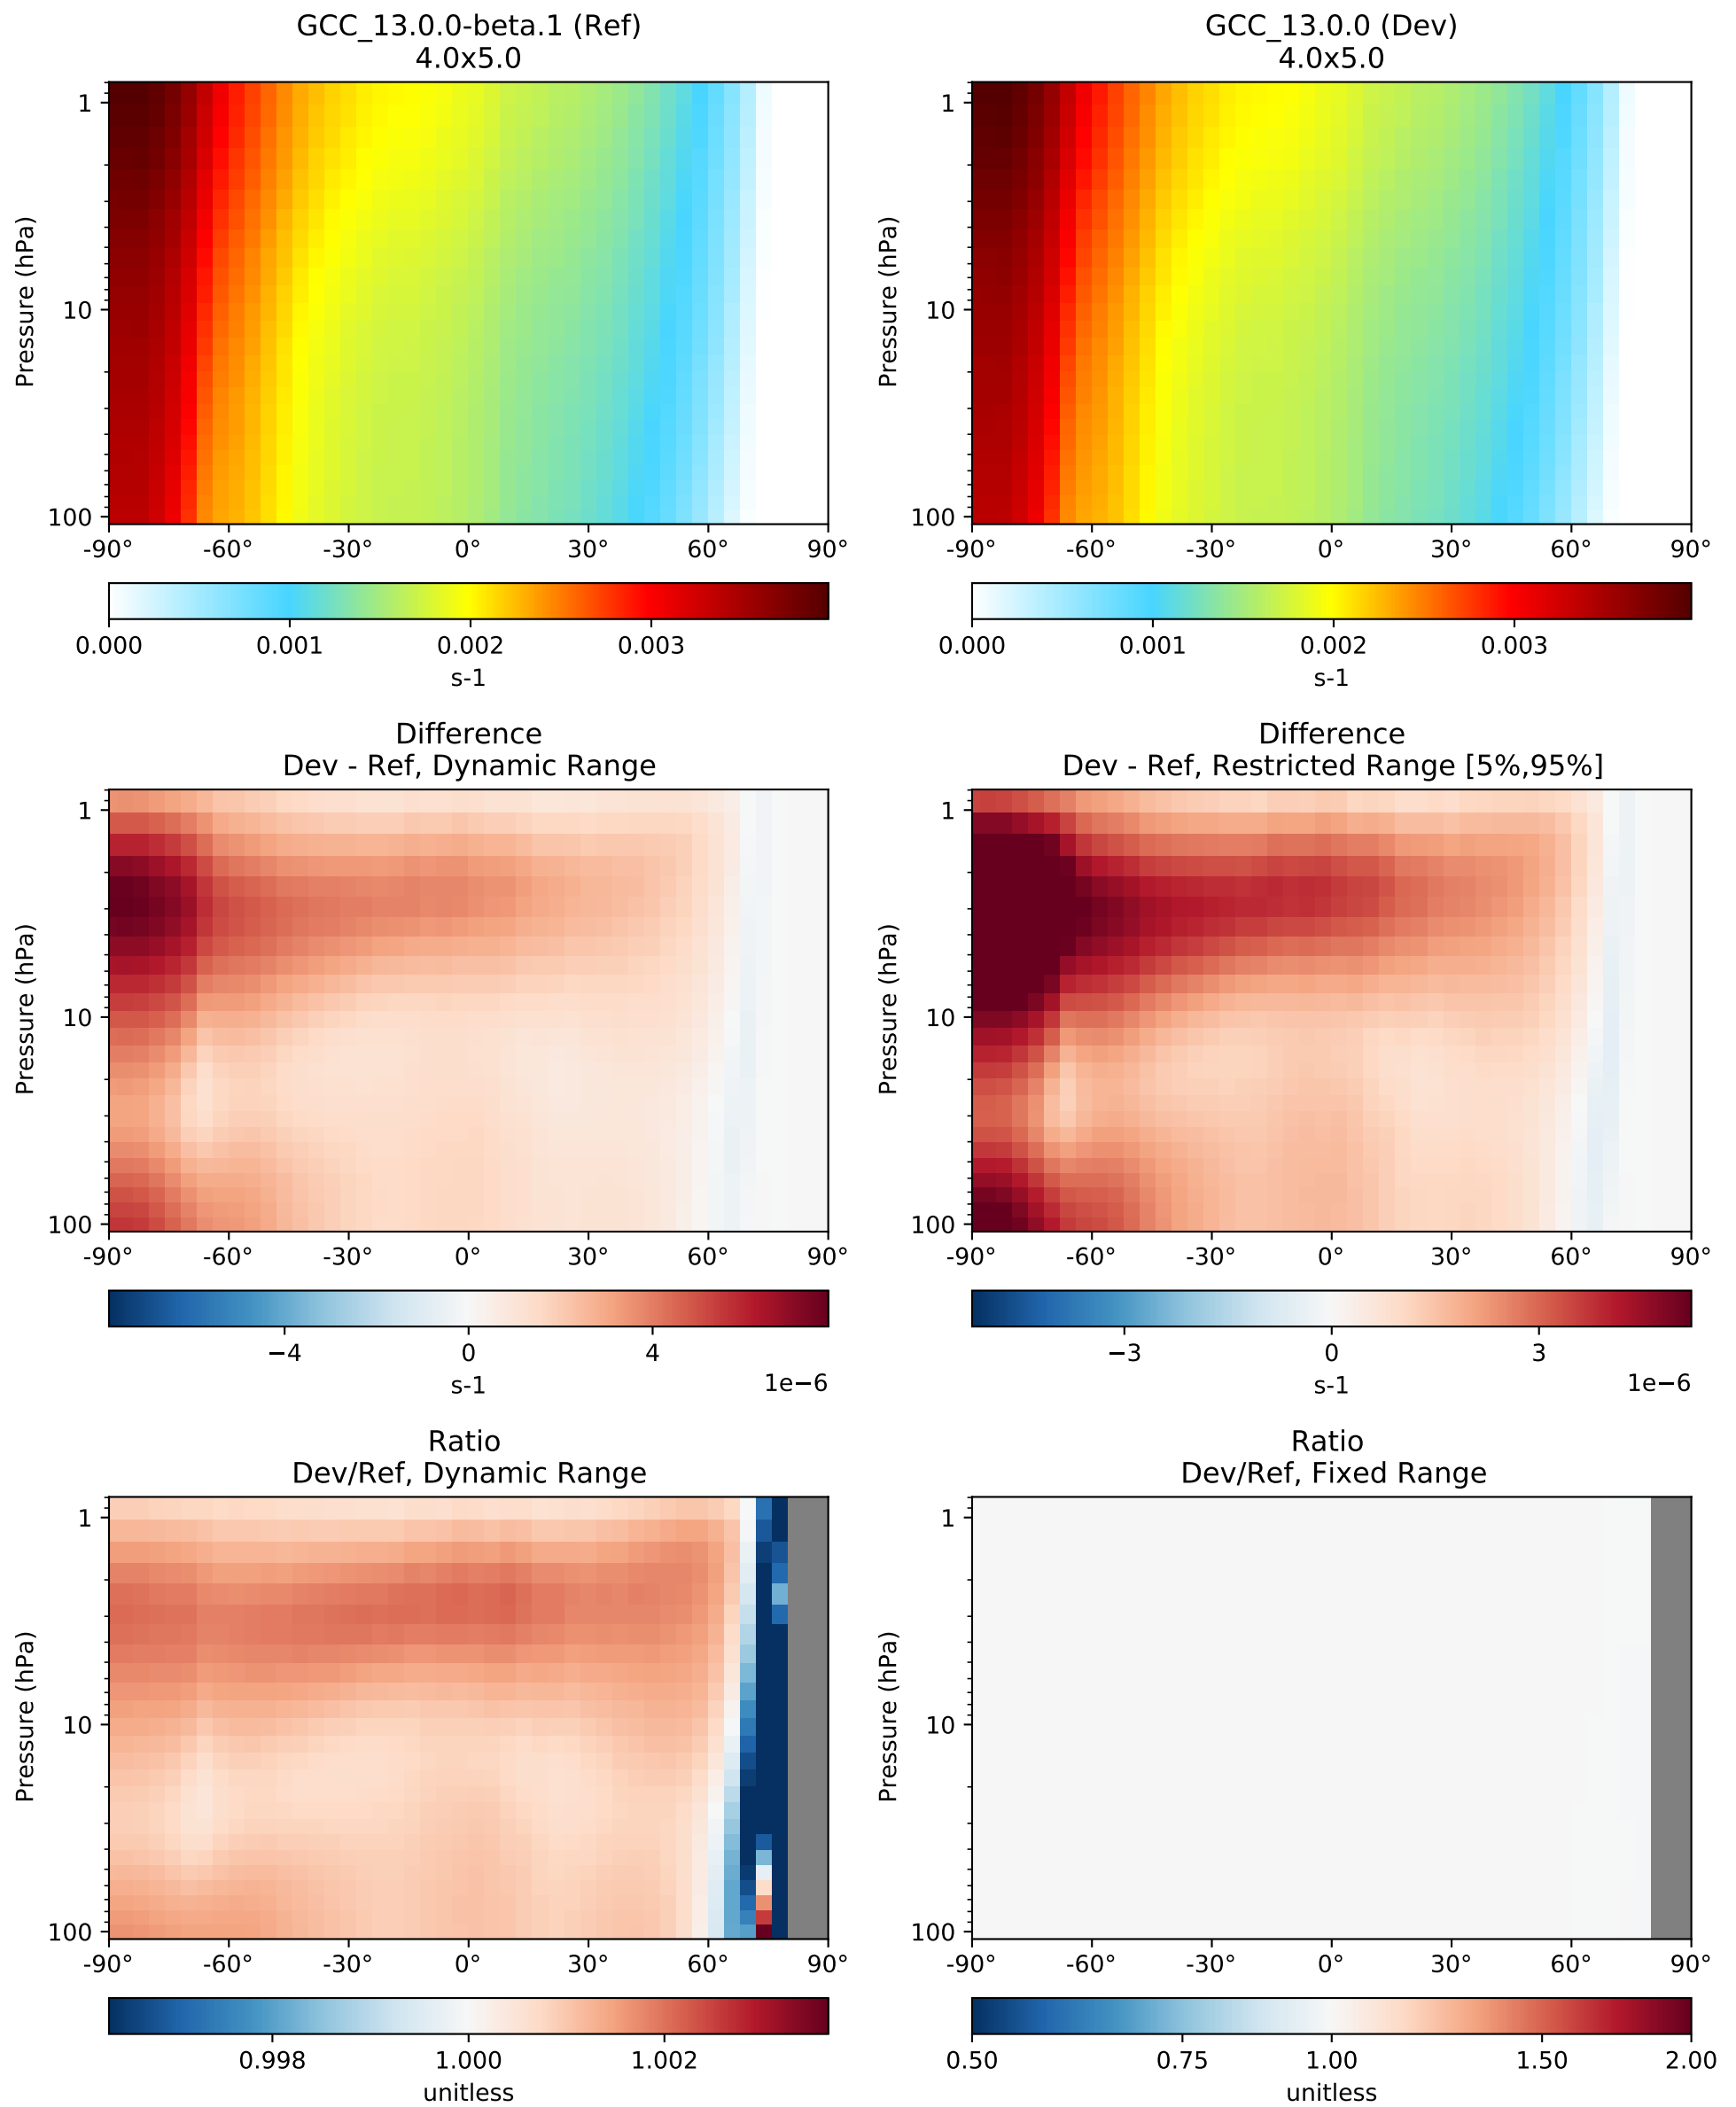 GCC_13.0.0-beta.1 (Ref)
4.0x5.0
Pressure (hPa)
1
10
100
-90° -60° -30° 0° 30° 60° 90°
0.000 0.001 0.002 0.003
s-1
GCC_13.0.0 (Dev)
4.0x5.0
Pressure (hPa)
1
10
100
-90° -60° -30° 0° 30° 60° 90°
0.000 0.001 0.002 0.003
s-1
Difference
Dev - Ref, Dynamic Range
Pressure (hPa)
1
10
100
-90° -60° -30° 0° 30° 60° 90°
−4 0 4
s-1 1e−6
Difference
Dev - Ref, Restricted Range [5%,95%]
Pressure (hPa)
1
10
100
-90° -60° -30° 0° 30° 60° 90°
−3 0 3
s-1 1e−6
Ratio
Dev/Ref, Dynamic Range
Pressure (hPa)
1
10
100
-90° -60° -30° 0° 30° 60° 90°
0.998 1.000 1.002
unitless
Ratio
Dev/Ref, Fixed Range
Pressure (hPa)
1
10
100
-90° -60° -30° 0° 30° 60° 90°
0.50 0.75 1.00 1.50 2.00
unitless